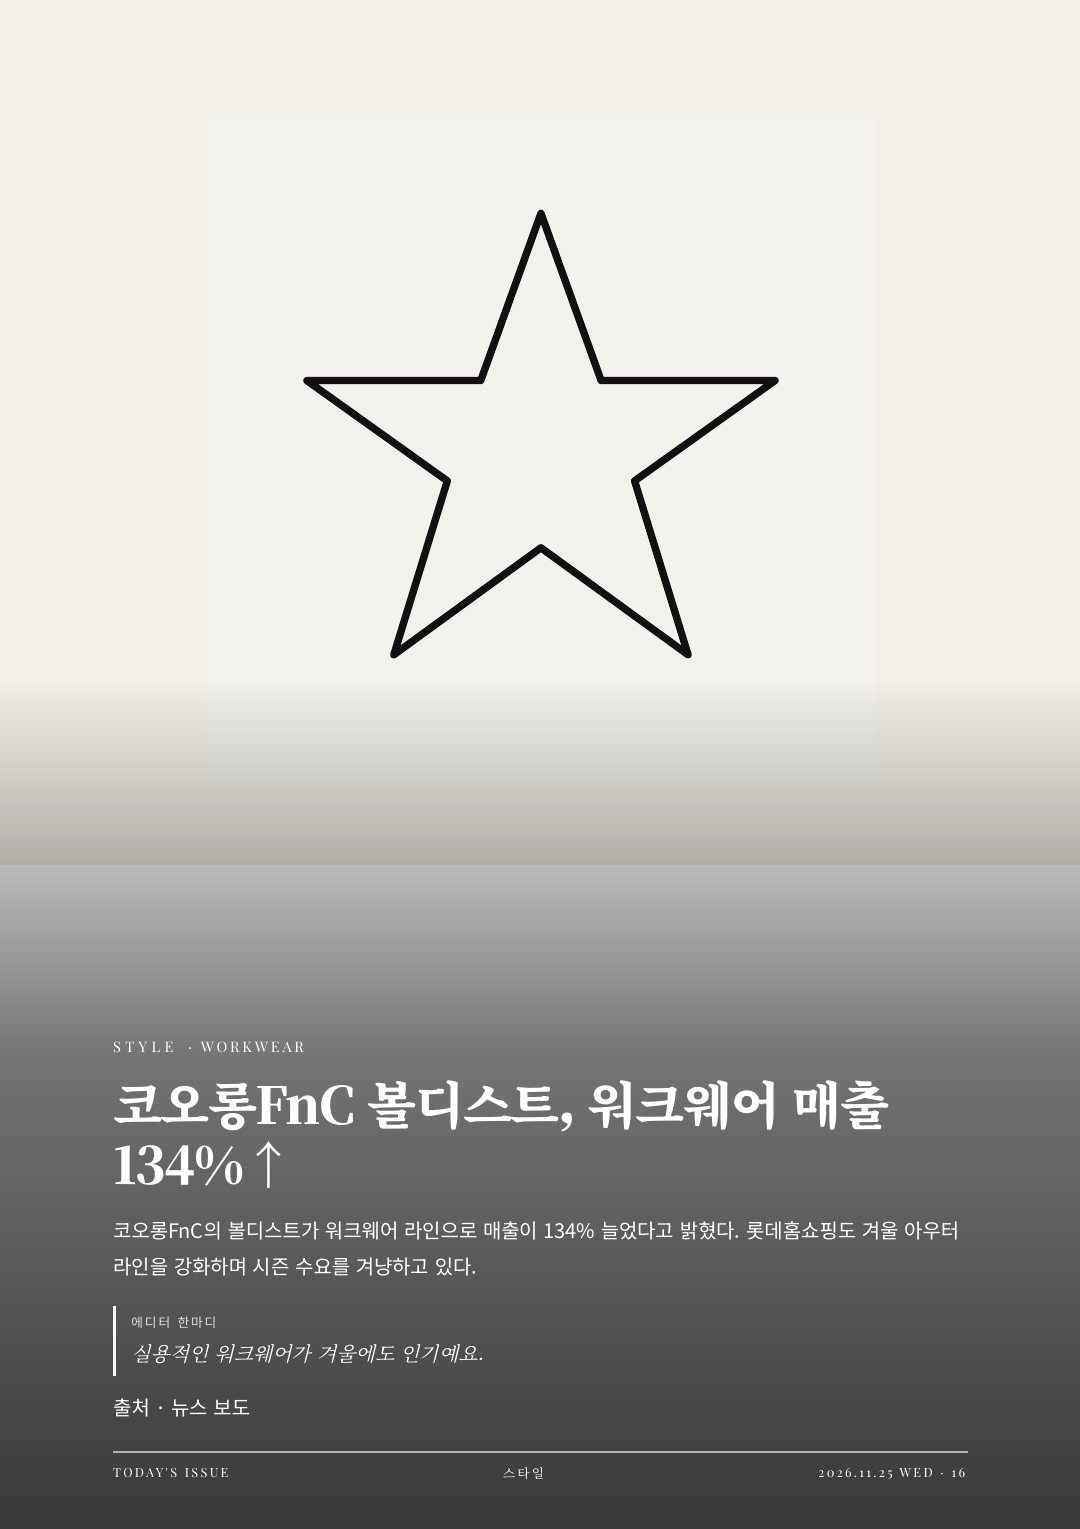 STYLE · WORKWEAR
코오롱FnC 볼디스트, 워크웨어 매출
134%↑
코오롱FnC의 볼디스트가 워크웨어 라인으로 매출이 134% 늘었다고 밝혔다. 롯데홈쇼핑도 겨울 아우터
라인을 강화하며 시즌 수요를 겨냥하고 있다.
에디터 한마디
실용적인 워크웨어가 겨울에도 인기예요.
출처 · 뉴스 보도
TODAY'S ISSUE 스타일 2026.11.25 WED · 16